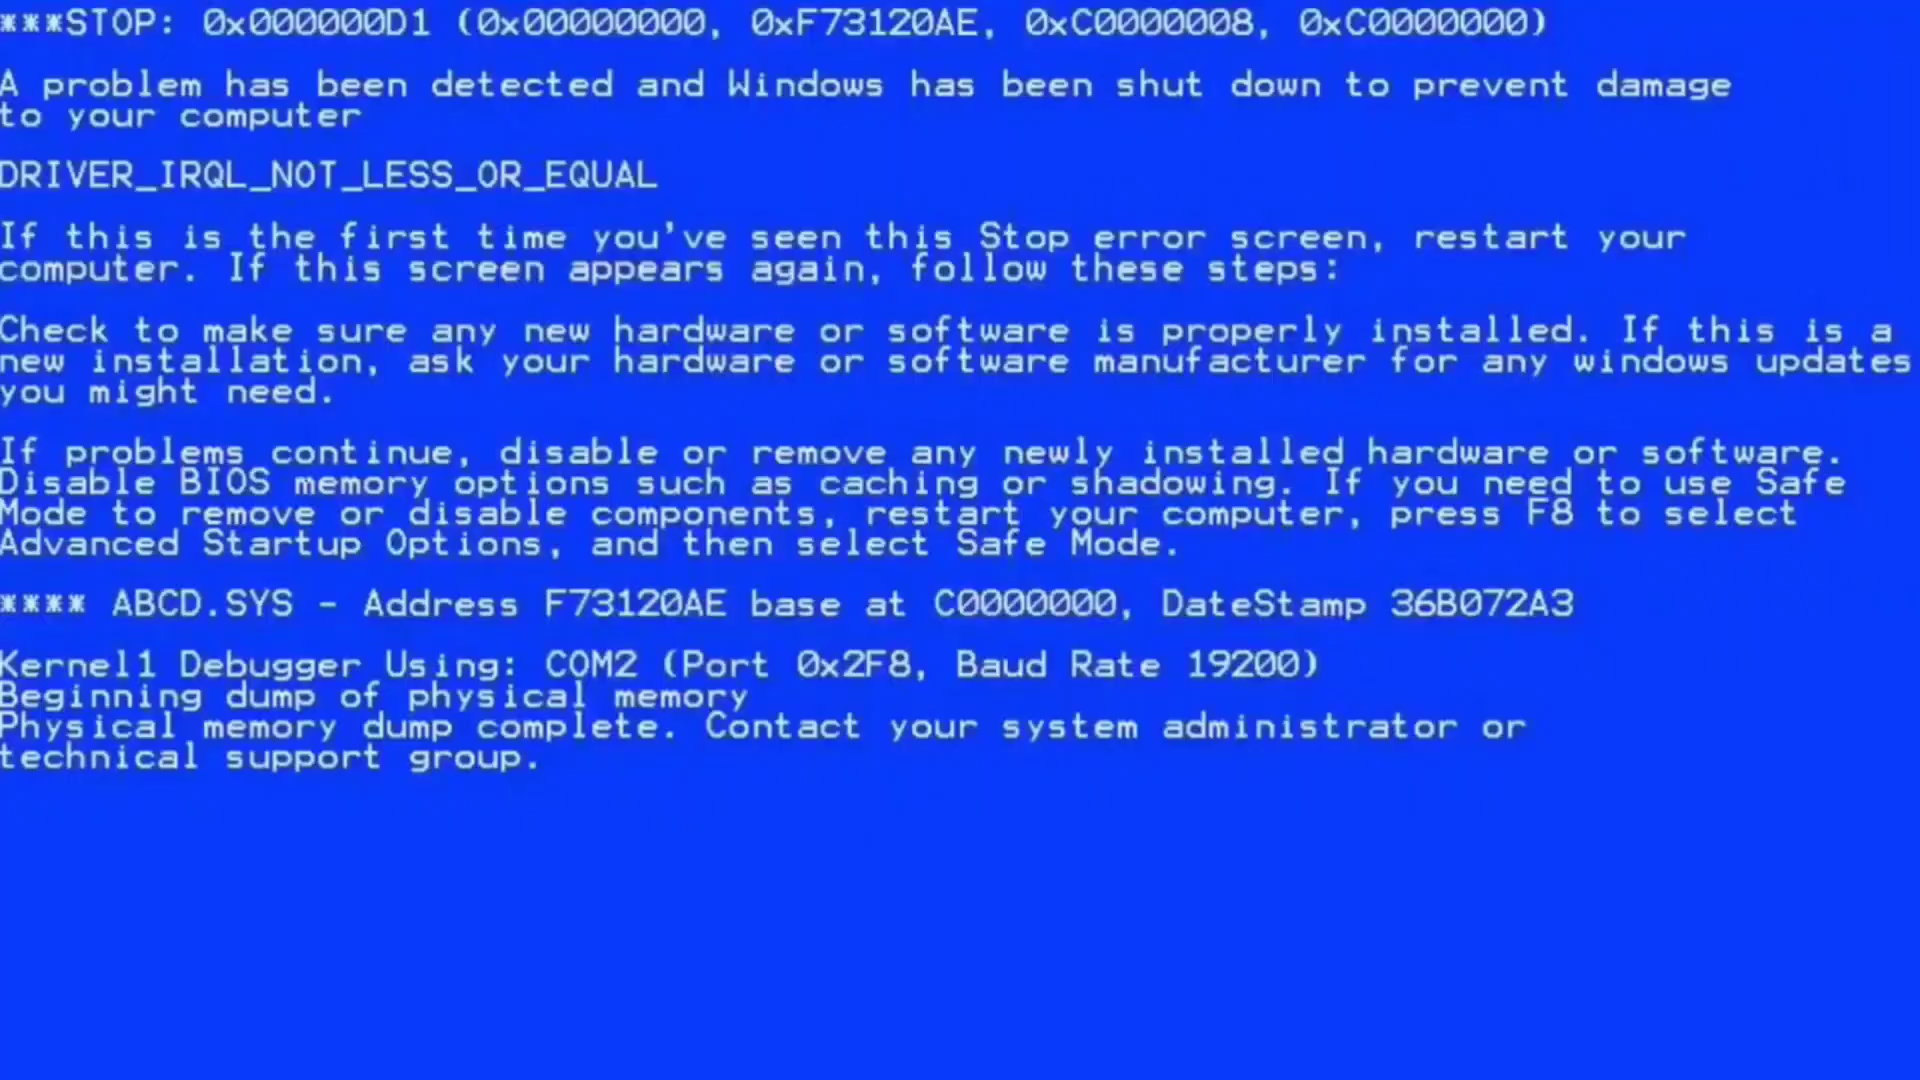 ***STOP: 0x000000D1 (0x00000000, 0xF73120AE, 0xC0000008, 0xC0000000)
A problem has been detected and Windows has been shut down to prevent damage
to your computer
DRIVER_IRQL_NOT_LESS_OR_EQUAL
If this is the first time you've seen this Stop error screen, restart your
computer. If this screen appears again, follow these steps:
Check to make sure any new hardware or software is properly installed. If this is a
new installation, ask your hardware or software manufacturer for any windows updates
you might need.
If problems continue, disable or remove any newly installed hardware or software.
Disable BIOS memory options such as caching or shadowing. If you need to use Safe
Mode to remove or disable components, restart your computer, press F8 to select
Advanced Startup Options, and then select Safe Mode.
**** ABCD.SYS - Address F73120AE base at C0000000, DateStamp 36B072A3
Kernel1 Debugger Using: COM2 (Port 0x2F8, Baud Rate 19200)
Beginning dump of physical memory
Physical memory dump complete. Contact your system administrator or
technical support group.